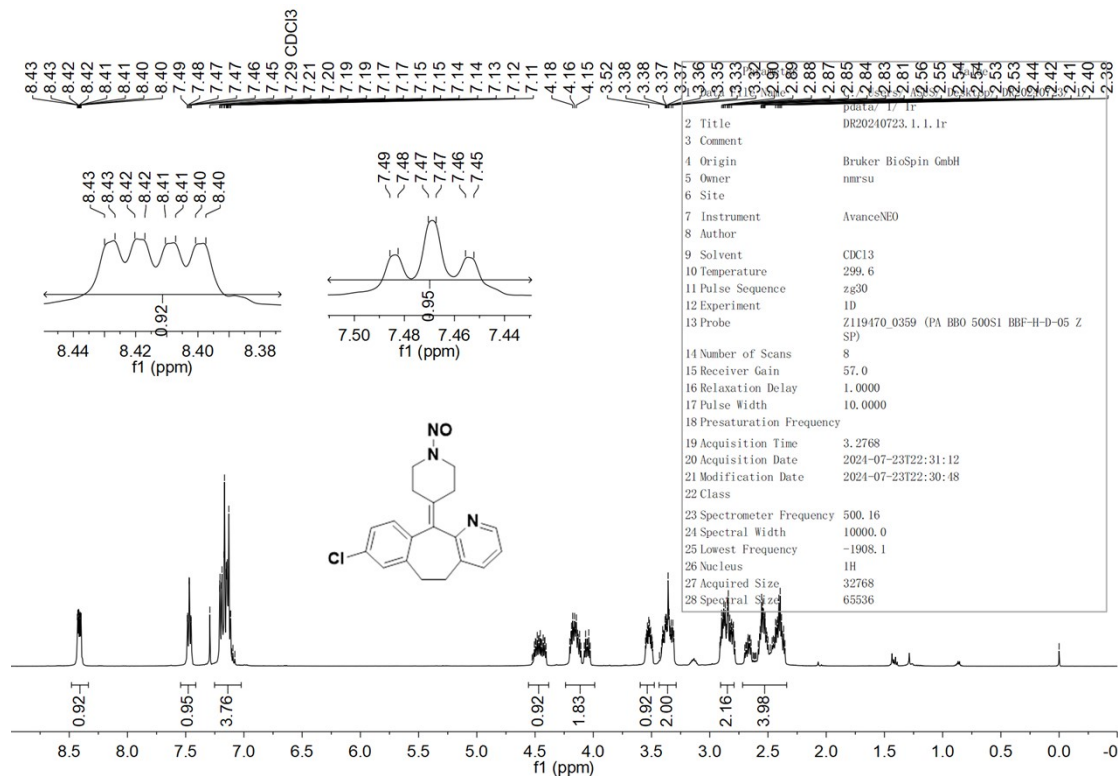 8.43 8.43 8.42 8.42 8.41 8.41 8.40 8.40 7.49 7.48 7.47 7.47 7.46 7.45 7.29 CDCl3 7.21 7.20 7.19 7.19 7.17 7.17 7.15 7.15 7.14 7.14 7.13 7.12 7.11 4.18 4.16 4.15 3.52 3.38 3.38 3.37 3.37 3.36 3.35 3.33 3.32 2.90 2.89 2.88 2.87 2.85 2.84 2.83 2.81 2.56 2.55 2.54 2.54 2.53 2.53 2.44 2.42 2.41 2.40 2.38
pdata/ 1/ 1r
2 Title DR20240723.1.1.1r
3 Comment
4 Origin Bruker BioSpin GmbH
5 Owner nmrsu
6 Site
7 Instrument AvanceNEO
8 Author
9 Solvent CDCl3
10 Temperature 299.6
11 Pulse Sequence zg30
12 Experiment 1D
13 Probe Z119470_0359 (PA BBO 500S1 BBF-H-D-05 Z
SP)
14 Number of Scans 8
15 Receiver Gain 57.0
16 Relaxation Delay 1.0000
17 Pulse Width 10.0000
18 Presaturation Frequency
19 Acquisition Time 3.2768
20 Acquisition Date 2024-07-23T22:31:12
21 Modification Date 2024-07-23T22:30:48
22 Class
23 Spectrometer Frequency 500.16
24 Spectral Width 10000.0
25 Lowest Frequency -1908.1
26 Nucleus 1H
27 Acquired Size 32768
28 Spectral Size 65536
8.43 8.43 8.42 8.42 8.41 8.41 8.40 8.40
0.92
8.44 8.42 8.40 8.38
f1 (ppm)
7.49 7.48 7.47 7.47 7.46 7.45
0.95
7.50 7.48 7.46 7.44
f1 (ppm)
NO
N
N
Cl
0.92 0.95 3.76 0.92 1.83 0.92 2.00 2.16 3.98
8.5 8.0 7.5 7.0 6.5 6.0 5.5 5.0 4.5 4.0 3.5 3.0 2.5 2.0 1.5 1.0 0.5 0.0 -0
f1 (ppm)